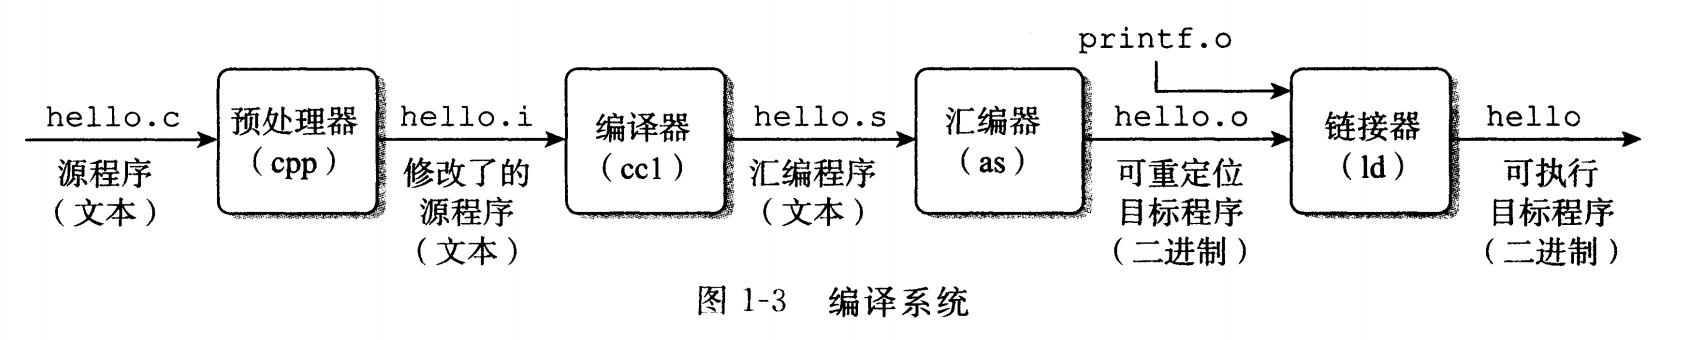 printf.o
hello.c
预处理器
(cpp)
hello.i
编译器
(cc1)
hello.s
汇编器
(as)
hello.o
链接器
(ld)
hello
源程序
(文本)
修改了的
源程序
(文本)
汇编程序
(文本)
可重定位
目标程序
(二进制)
可执行
目标程序
(二进制)
图 1-3 编译系统